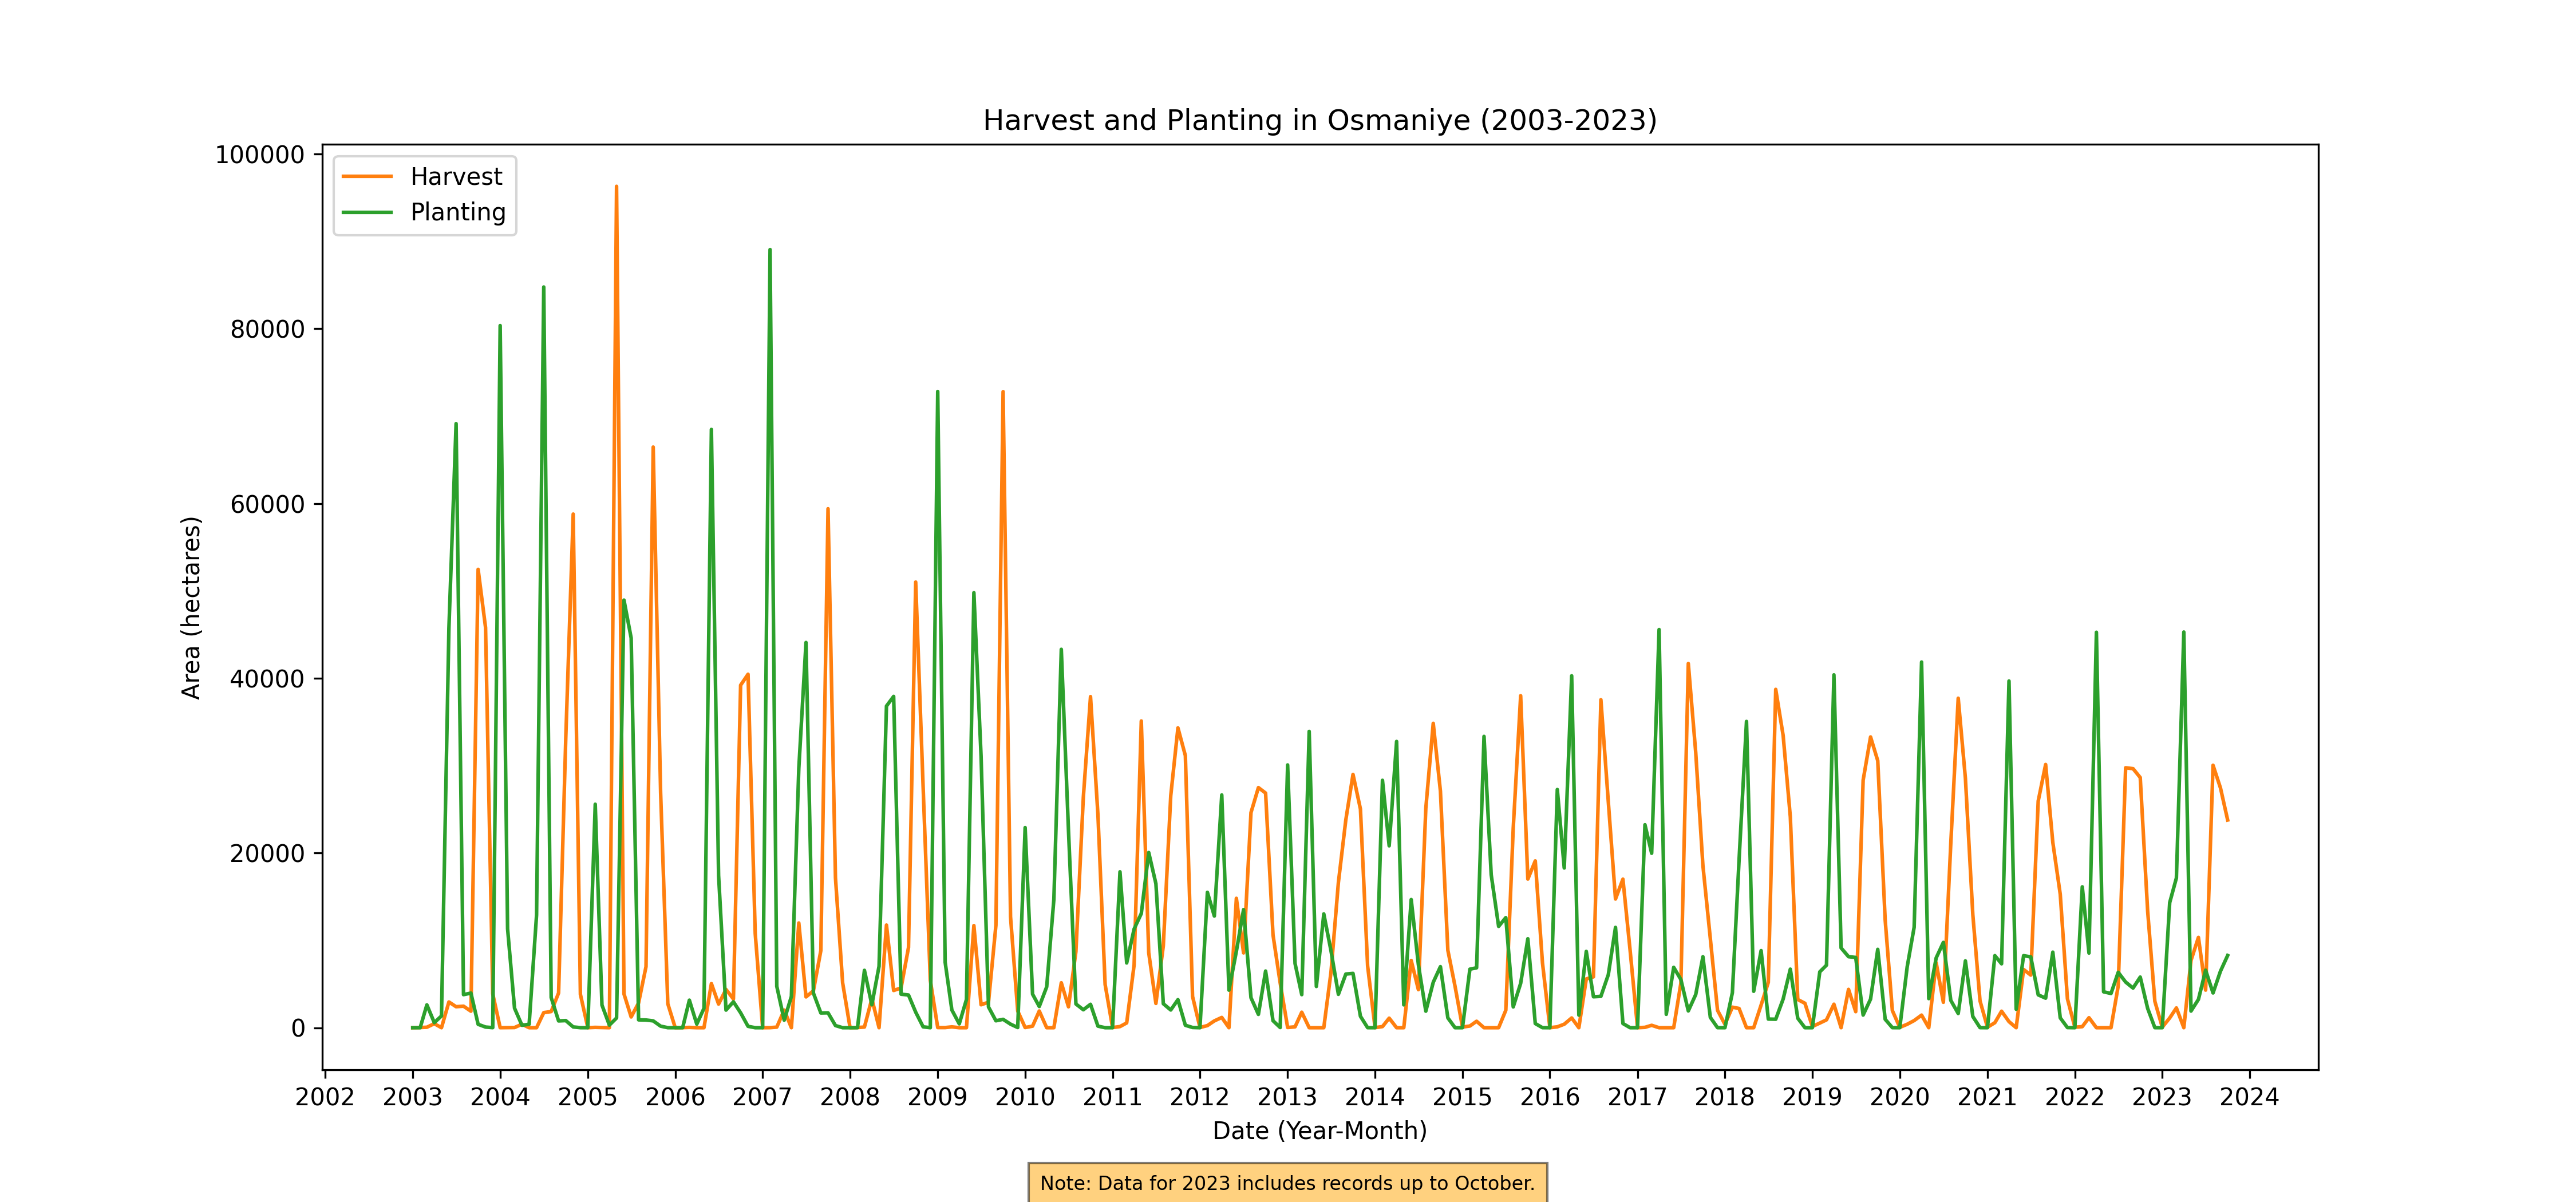 Harvest and Planting in Osmaniye (2003-2023)
100000
80000
60000
40000
20000
0
Area (hectares)
Harvest
Planting
2002 2003 2004 2005 2006 2007 2008 2009 2010 2011 2012 2013 2014 2015 2016 2017 2018 2019 2020 2021 2022 2023 2024
Date (Year-Month)
Note: Data for 2023 includes records up to October.